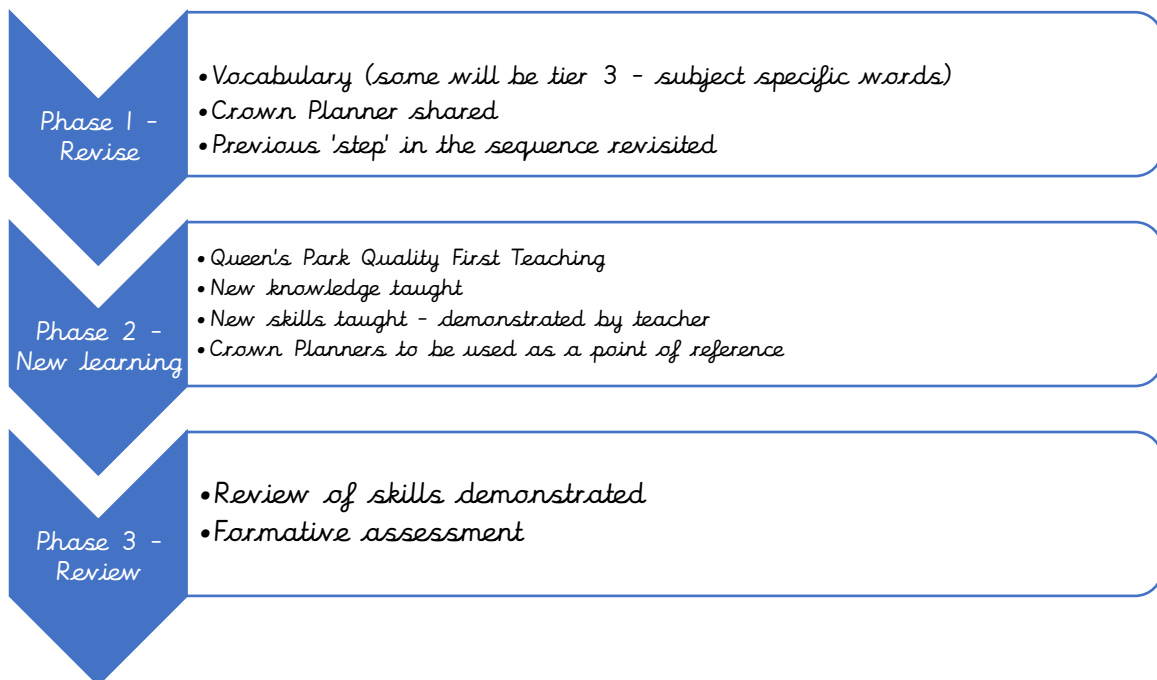 Phase 1 -
Revise
•Vocabulary (some will be tier 3 - subject specific words)
•Crown Planner shared
•Previous 'step' in the sequence revisited
Phase 2 -
New learning
•Queen's Park Quality First Teaching
•New knowledge taught
•New skills taught - demonstrated by teacher
•Crown Planners to be used as a point of reference
Phase 3 -
Review
•Review of skills demonstrated
•Formative assessment